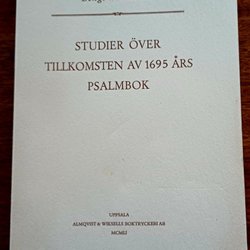 STUDIER ÖVER
TILLKOMSTEN AV 1695 ÅRS
PSALMBOK
UPPSALA
ALMQVIST & WIKSELLS BOKTRYCKERI AB
MCMLI